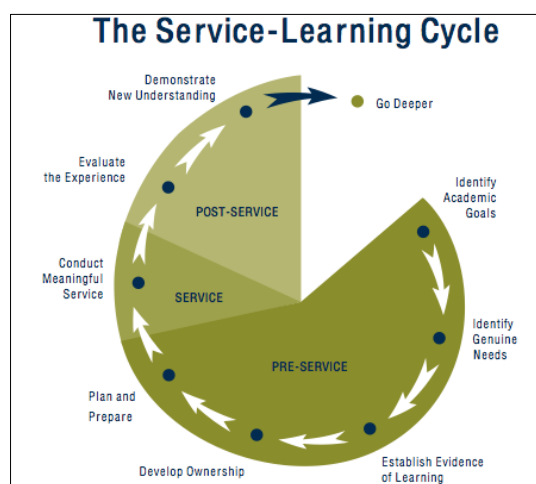 The Service-Learning Cycle
Demonstrate
New Understanding
Go Deeper
Evaluate
the Experience
Identify
Academic
Goals
POST-SERVICE
Conduct
Meaningful
Service
SERVICE
Identify
Genuine
Needs
PRE-SERVICE
Plan and
Prepare
Develop Ownership
Establish Evidence
of Learning